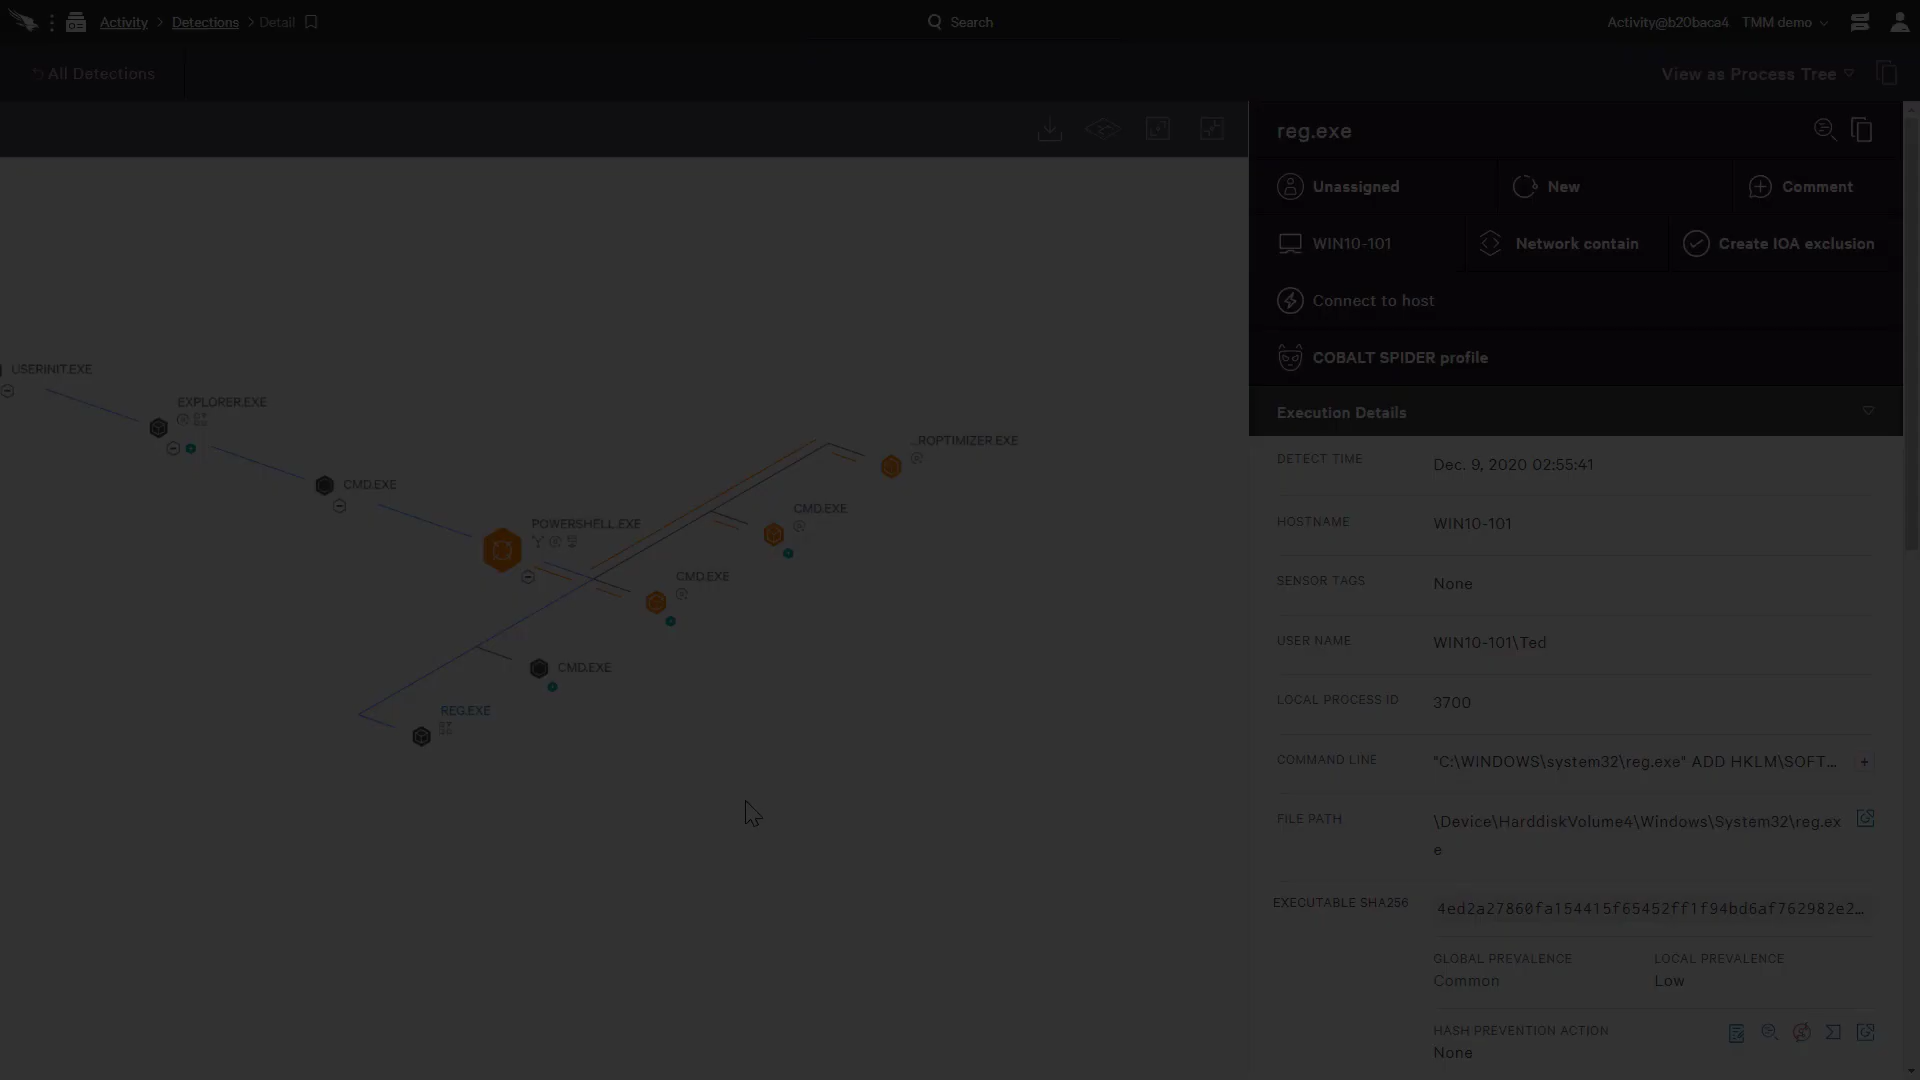 Activity > Detections > Detail
Search
Activity@b20baca4 TMM demo
All Detections
View as Process Tree
reg.exe
Unassigned
New
Comment
WIN10-101
Network contain
Create IOA exclusion
Connect to host
COBALT SPIDER profile
Execution Details
DETECT TIME
Dec. 9, 2020 02:55:41
HOSTNAME
WIN10-101
SENSOR TAGS
None
USER NAME
WIN10-101\Ted
LOCAL PROCESS ID
3700
COMMAND LINE
"C:\WINDOWS\system32\reg.exe" ADD HKLM\SOFT...
FILE PATH
\Device\HarddiskVolume4\Windows\System32\reg.ex
e
EXECUTABLE SHA256
4ed2a27860fa154415f65452ff1f94bd6af762982e2...
GLOBAL PREVALENCE
Common
LOCAL PREVALENCE
Low
HASH PREVENTION ACTION
None
USERINIT.EXE
EXPLORER.EXE
CMD.EXE
POWERSHELL.EXE
...ROPTIMIZER.EXE
CMD.EXE
CMD.EXE
CMD.EXE
REG.EXE